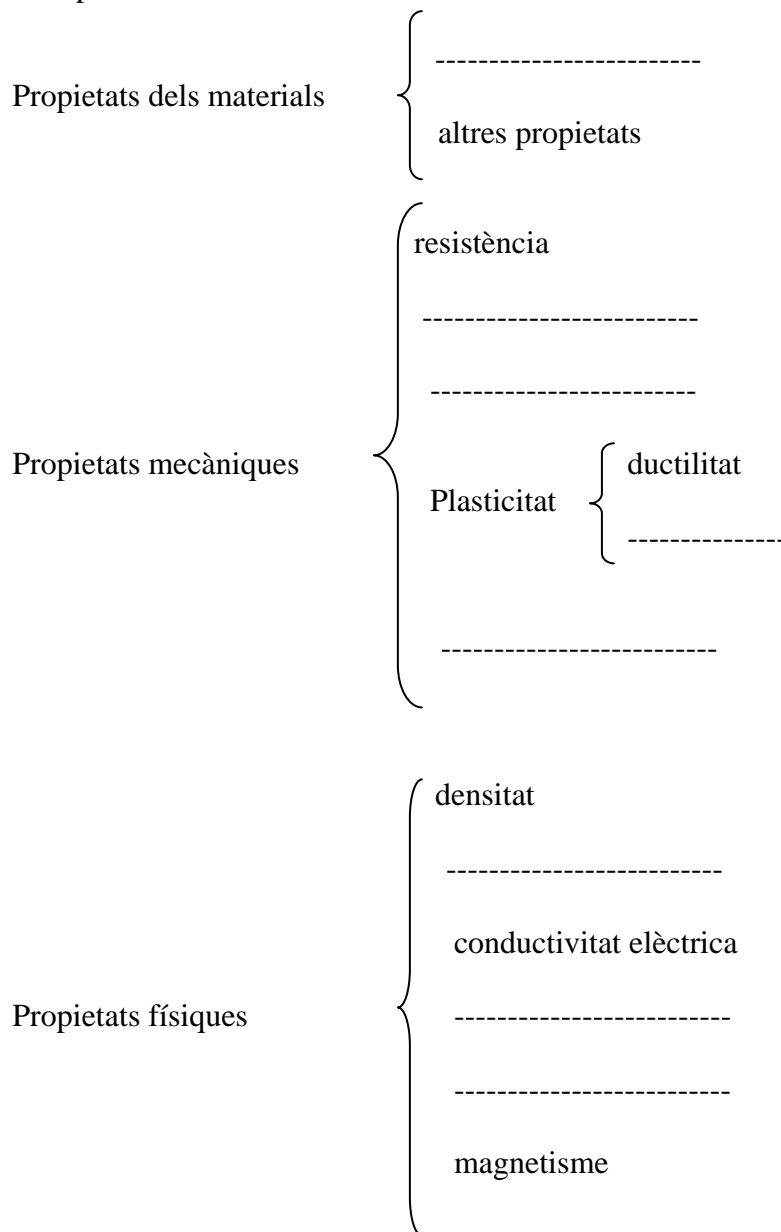 -------------------------
Propietats dels materials
altres propietats
resistència
--------------------------
-------------------------
Propietats mecàniques
ductilitat
Plasticitat
---------------
--------------------------
densitat
--------------------------
conductivitat elèctrica
Propietats físiques
--------------------------
--------------------------
magnetisme